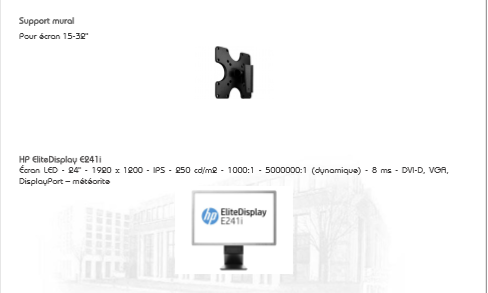 Support mural
Pour écran 15-32"
HP EliteDisplay E241i
Écran LED - 24" - 1920 x 1200 - IPS - 250 cd/m2 - 1000:1 - 5000000:1 (dynamique) - 8 ms - DVI-D, VGA,
DisplayPort – météorite
hp EliteDisplay
E241i